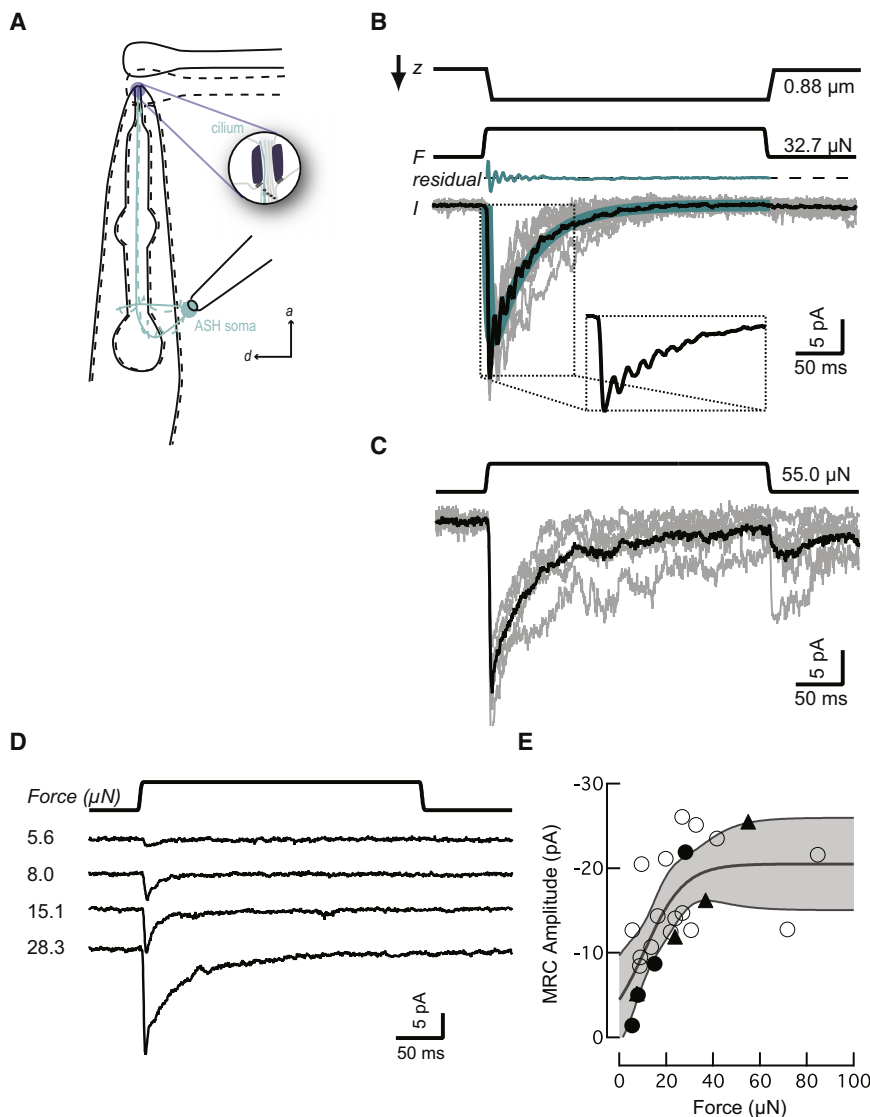 A
cilium
ASH soma
a
d
B
z
0.88 µm
F
32.7 µN
residual
I
5 pA
50 ms
C
55.0 µN
5 pA
50 ms
D
Force (µN)
5.6
8.0
15.1
28.3
5 pA
50 ms
E
MRC Amplitude (pA)
-30
-20
-10
0
0 20 40 60 80 100
Force (µN)